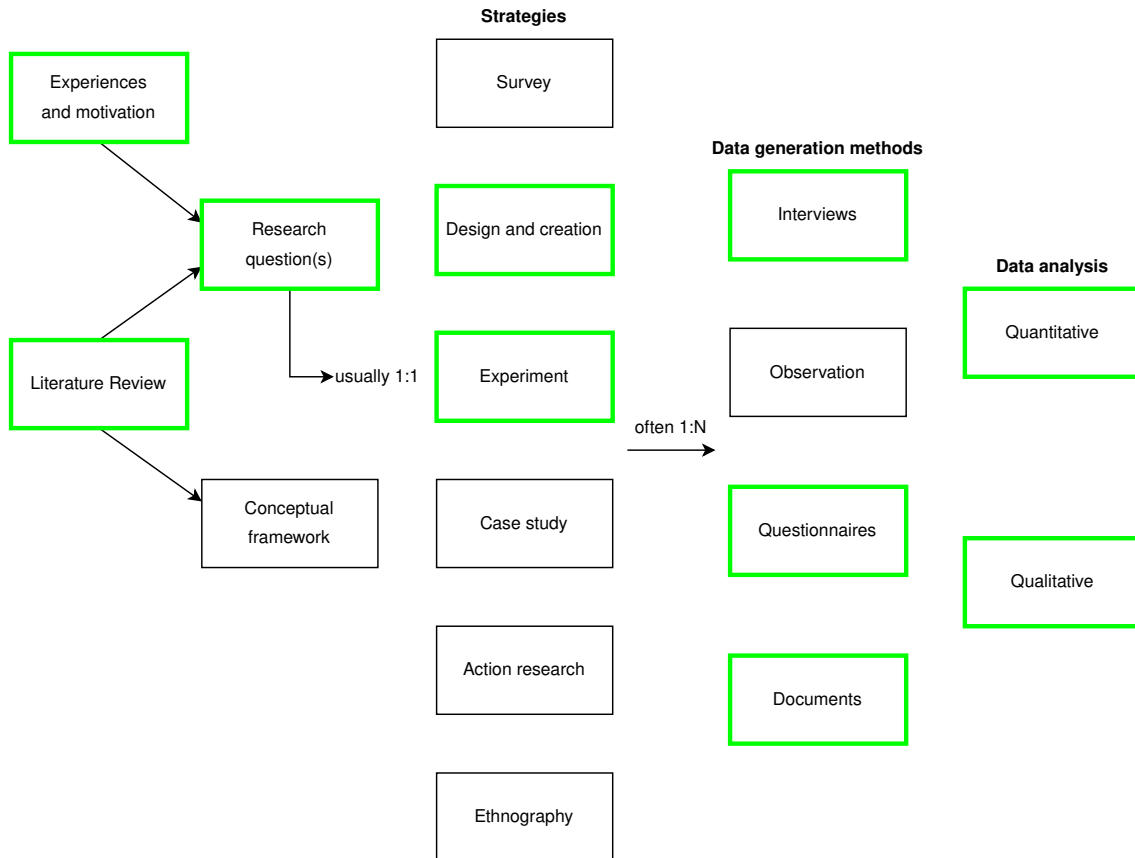 Strategies
Experiences
and motivation
Survey
Data generation methods
Research
question(s)
Design and creation
Interviews
Data analysis
Literature Review
usually 1:1
Experiment
Observation
Quantitative
often 1:N
Conceptual
framework
Case study
Questionnaires
Qualitative
Action research
Documents
Ethnography